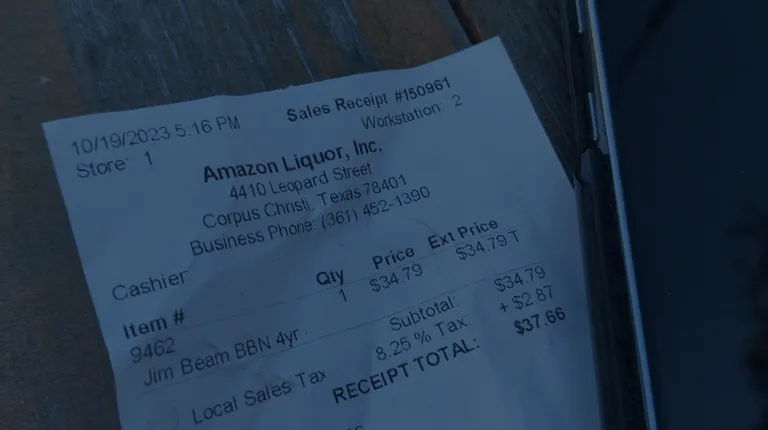 Sales Receipt #150961
10/19/2023 5:16 PM
Workstation: 2
Store: 1
Amazon Liquor, Inc.
4410 Leopard Street
Corpus Christi, Texas 78401
Business Phone: (361) 452-1390
Cashier
Item # Qty Price Ext Price
9462 1 $34.79 $34.79 T
Jim Beam BBN 4yr
Subtotal: $34.79
Local Sales Tax 8.25 % Tax: + $2.87
RECEIPT TOTAL: $37.66